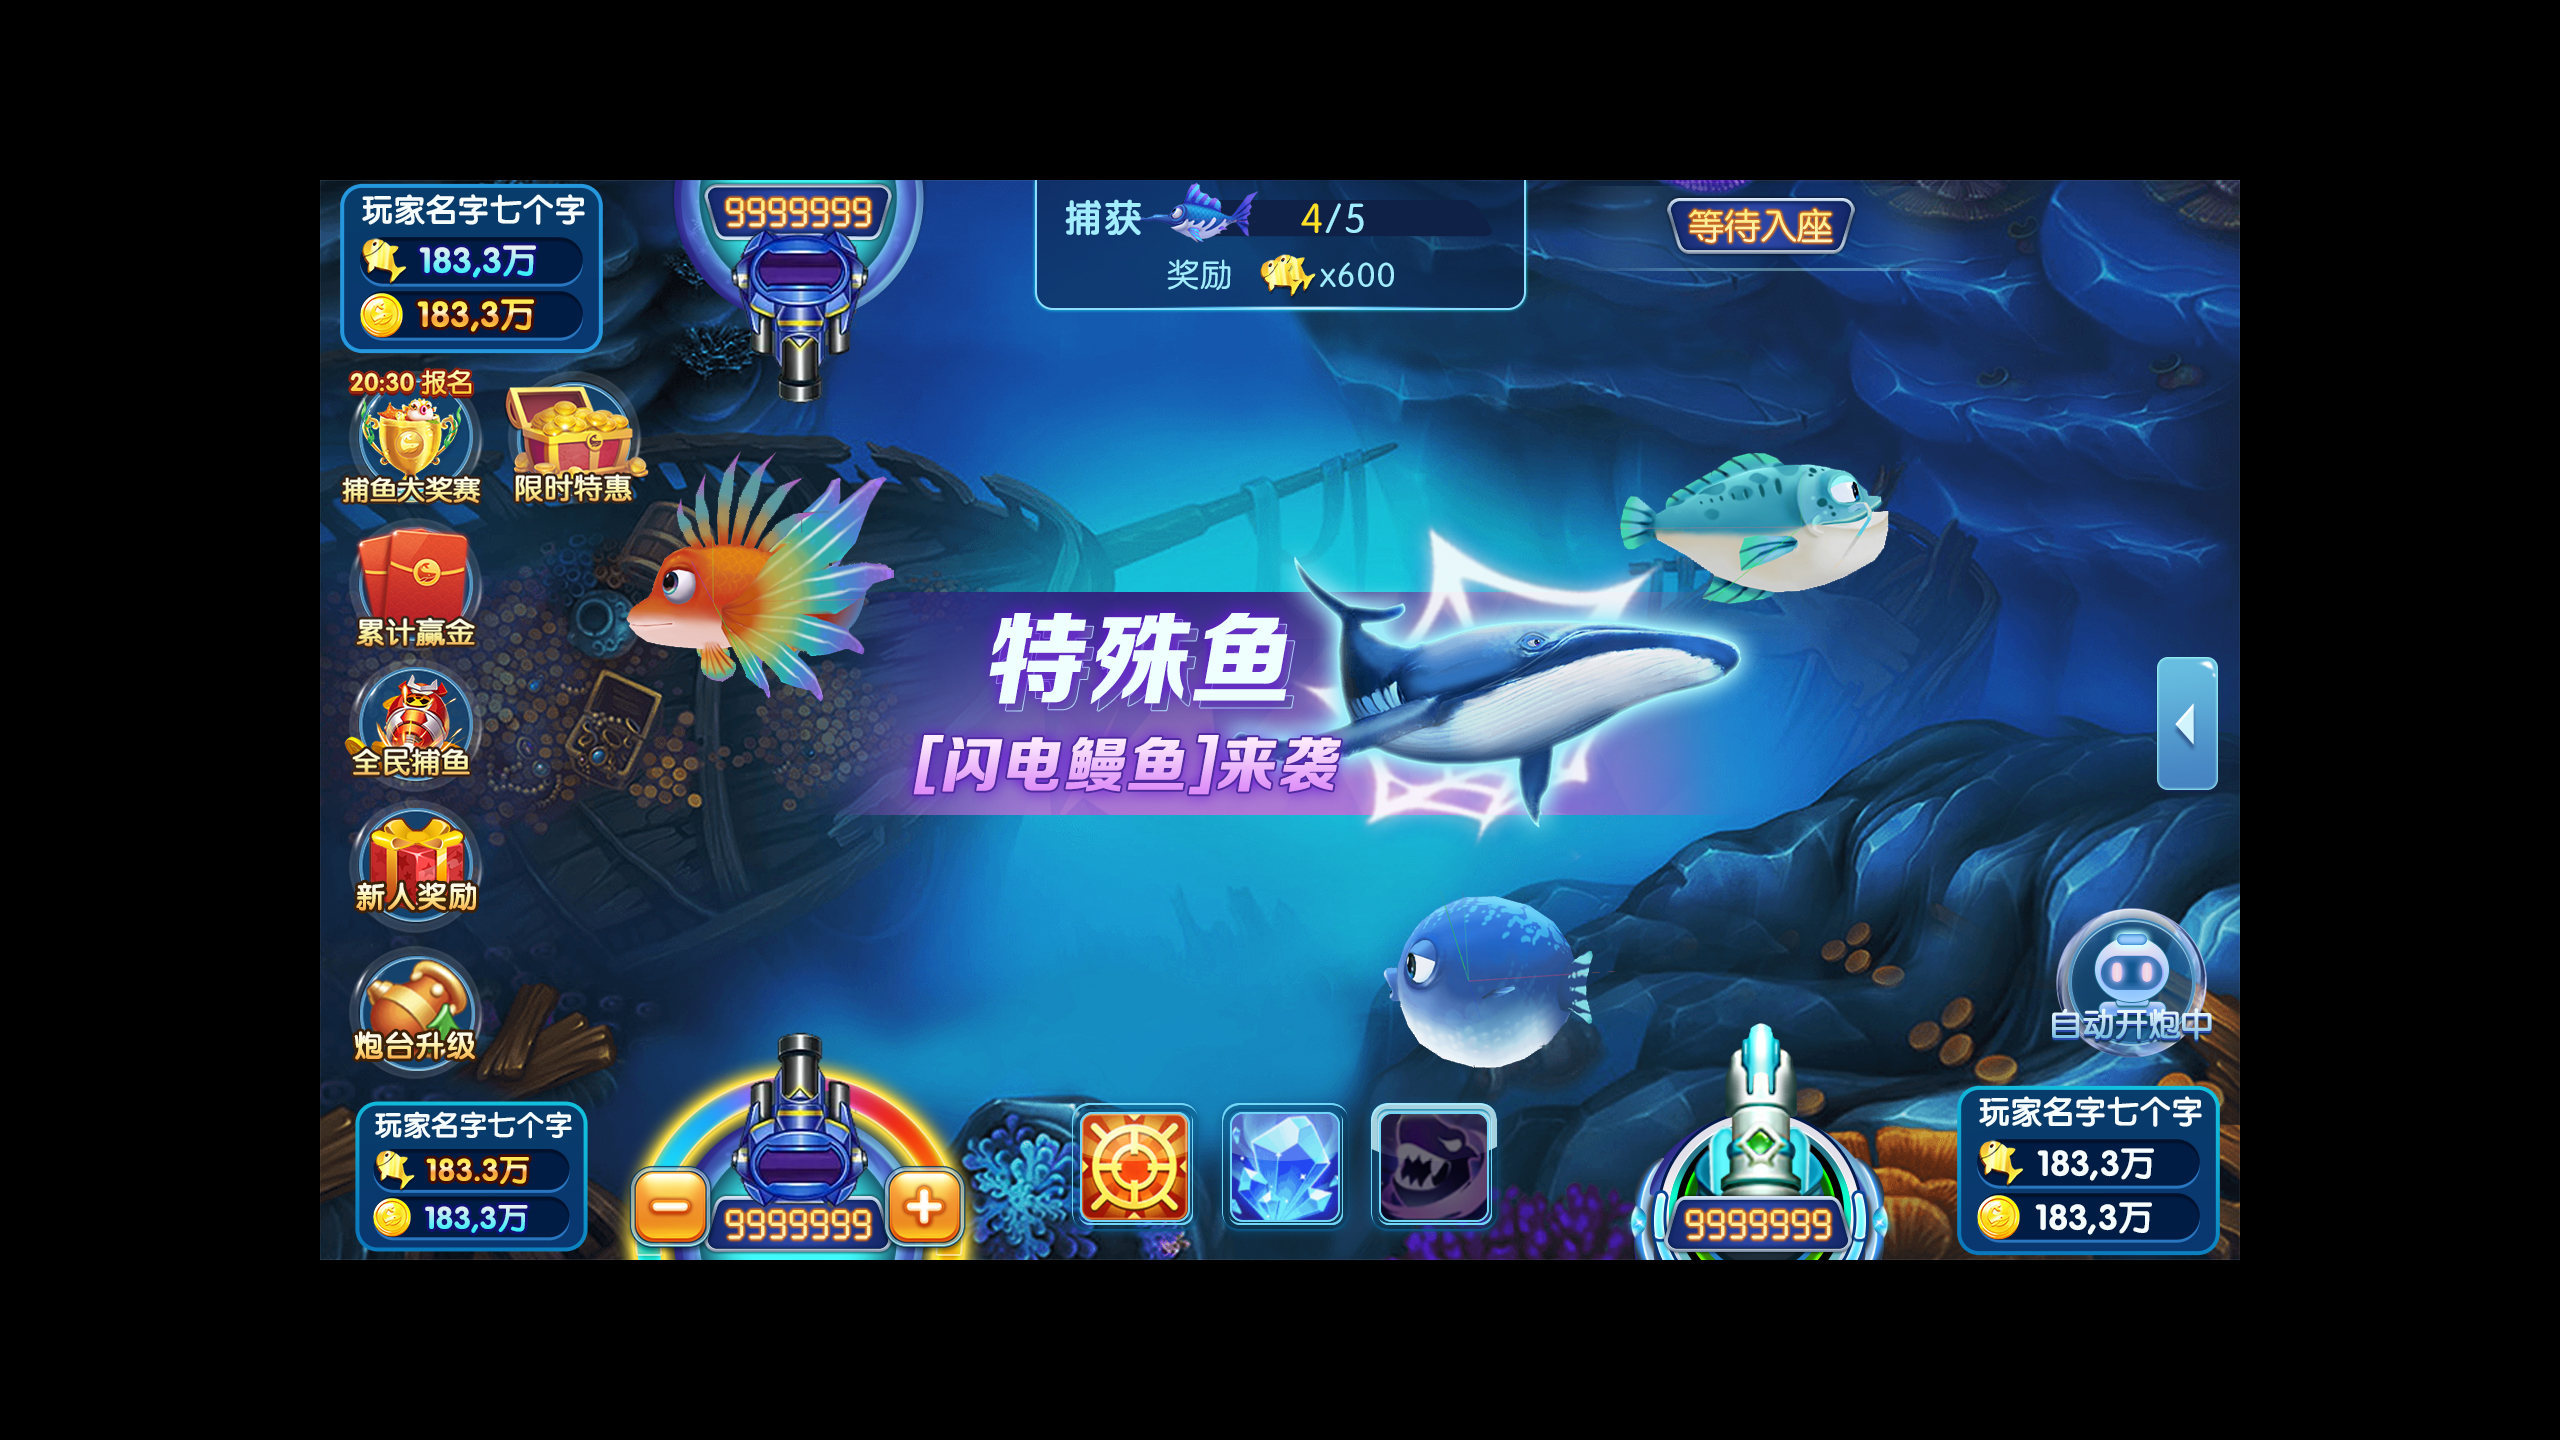 玩家名字七个字
183,3万
183,3万
9999999
捕获 4/5
奖励 x600
等待入座
20:30 报名
捕鱼大奖赛
限时特惠
累计赢金
全民捕鱼
新人奖励
炮台升级
特殊鱼
[闪电鳗鱼]来袭
自动开炮中
玩家名字七个字
183.3万
183,3万
9999999
9999999
玩家名字七个字
183,3万
183,3万